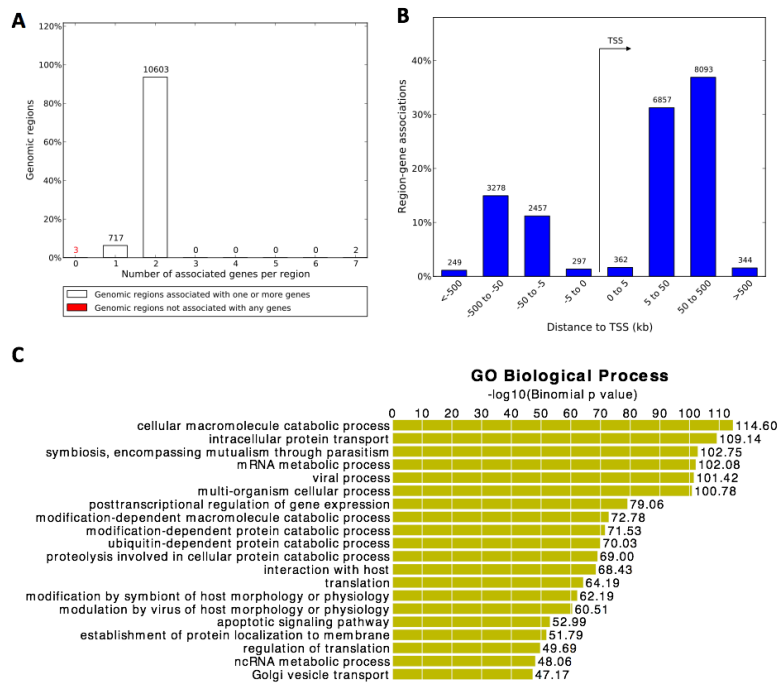 A
120%
100%
80%
60%
40%
20%
0%
Genomic regions
3
717
10603
0
0
0
0
2
0 1 2 3 4 5 6 7
Number of associated genes per region
Genomic regions associated with one or more genes
Genomic regions not associated with any genes
B
TSS
40%
30%
20%
10%
0%
Region-gene associations
249
3278
2457
297
362
6857
8093
344
<-500
-500 to -50
-50 to -5
-5 to 0
0 to 5
5 to 50
50 to 500
>500
Distance to TSS (kb)
C
GO Biological Process
-log10(Binomial p value)
0 10 20 30 40 50 60 70 80 90 100 110
cellular macromolecule catabolic process 114.60
intracellular protein transport 109.14
symbiosis, encompassing mutualism through parasitism 102.75
mRNA metabolic process 102.08
viral process 101.42
multi-organism cellular process 100.78
posttranscriptional regulation of gene expression 79.06
modification-dependent macromolecule catabolic process 72.78
modification-dependent protein catabolic process 71.53
ubiquitin-dependent protein catabolic process 70.03
proteolysis involved in cellular protein catabolic process 69.00
interaction with host 68.43
translation 64.19
modification by symbiont of host morphology or physiology 62.19
modulation by virus of host morphology or physiology 60.51
apoptotic signaling pathway 52.99
establishment of protein localization to membrane 51.79
regulation of translation 49.69
ncRNA metabolic process 48.06
Golgi vesicle transport 47.17